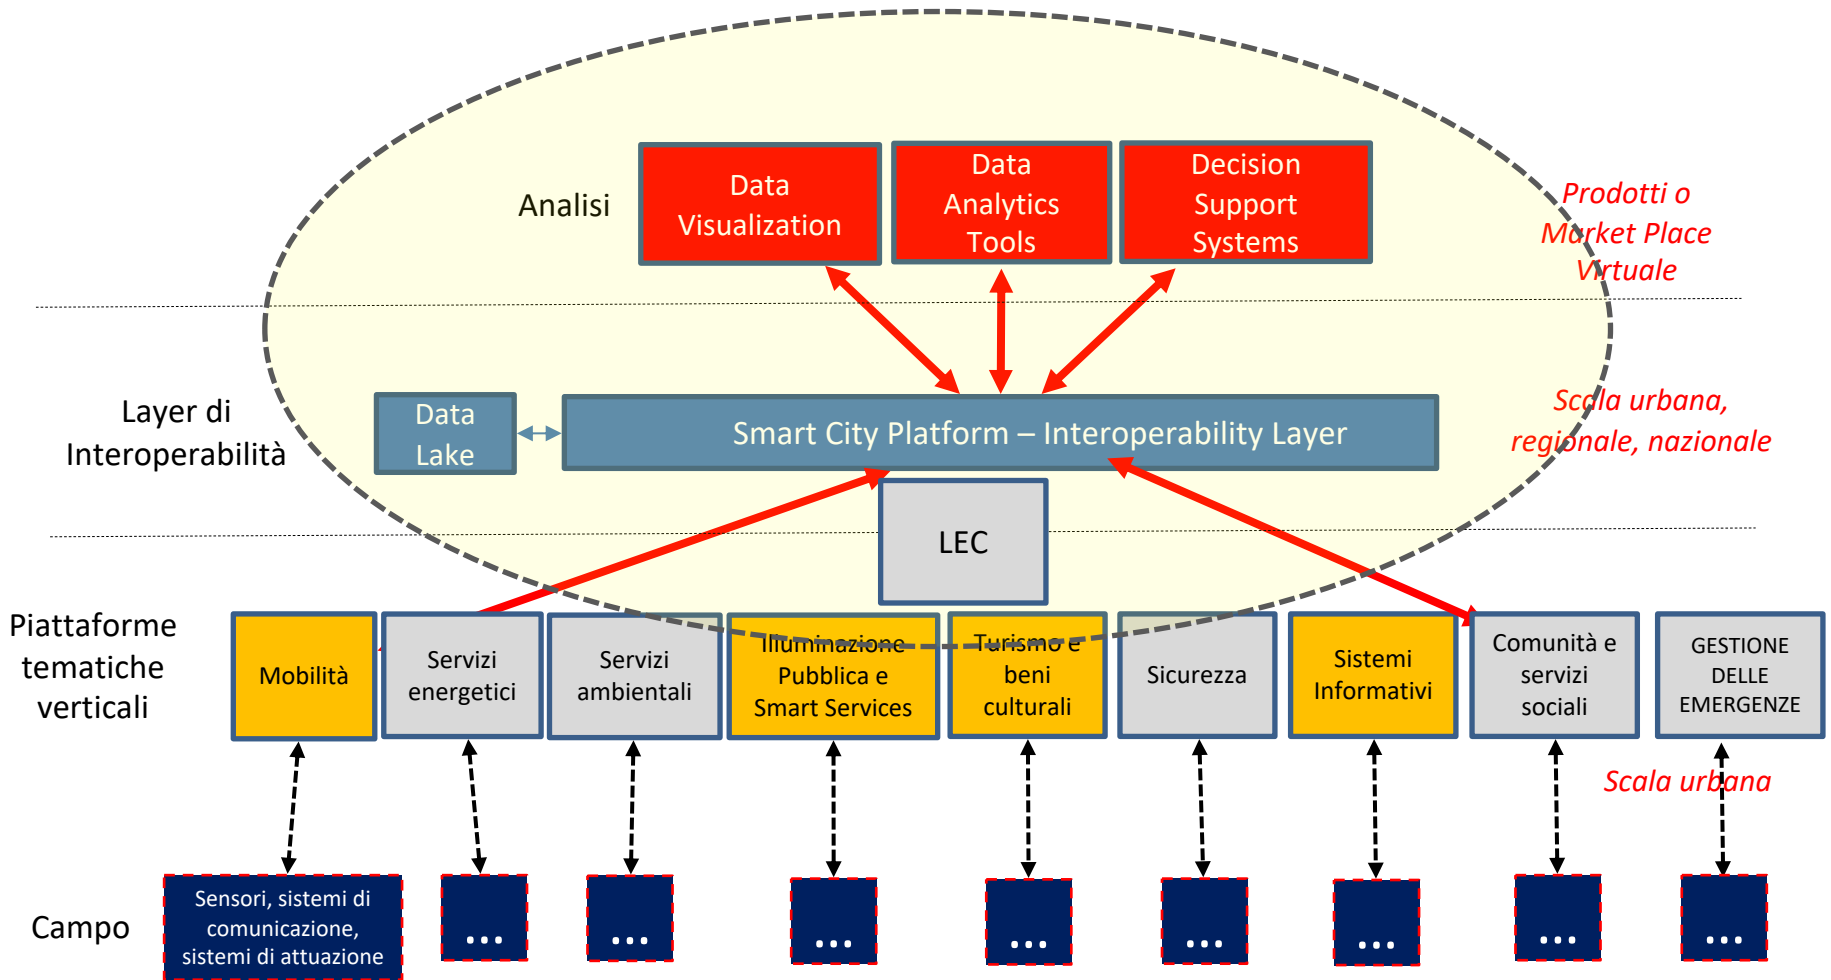 Analisi
Data
Visualization
Data
Analytics
Tools
Decision
Support
Systems
Prodotti o
Market Place
Virtuale
Layer di
Interoperabilità
Data
Lake
Smart City Platform – Interoperability Layer
Scala urbana,
regionale, nazionale
LEC
Piattaforme
tematiche
verticali
Mobilità
Servizi
energetici
Servizi
ambientali
Illuminazione
Pubblica e
Smart Services
Turismo e
beni
culturali
Sicurezza
Sistemi
Informativi
Comunità e
servizi
sociali
GESTIONE
DELLE
EMERGENZE
Scala urbana
Campo
Sensori, sistemi di
comunicazione,
sistemi di attuazione
...
...
...
...
...
...
...
...